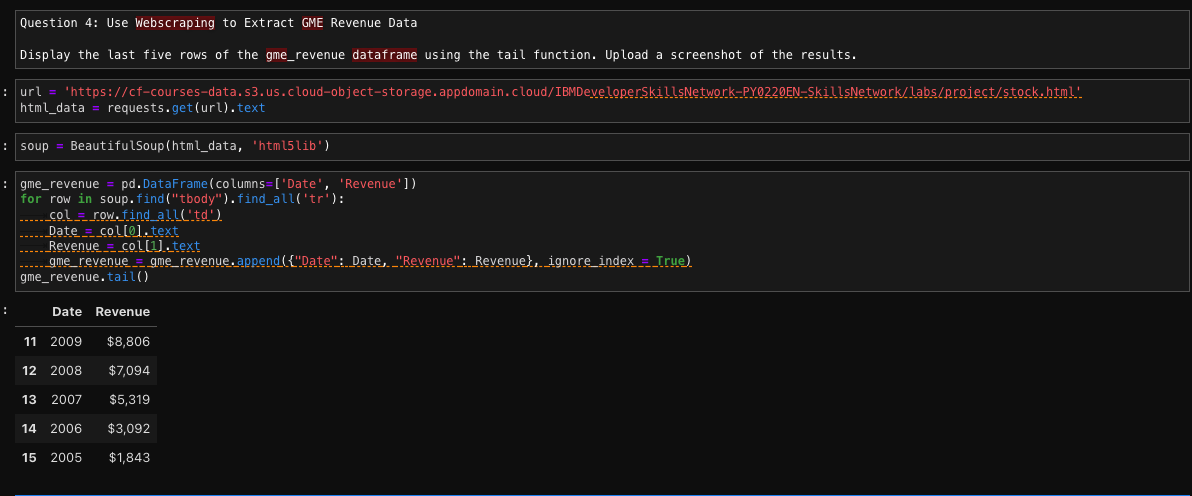 Question 4: Use Webscraping to Extract GME Revenue Data
Display the last five rows of the gme_revenue dataframe using the tail function. Upload a screenshot of the results.
: url = 'https://cf-courses-data.s3.us.cloud-object-storage.appdomain.cloud/IBMDeveloperSkillsNetwork-PY0220EN-SkillsNetwork/labs/project/stock.html'
html_data = requests.get(url).text
: soup = BeautifulSoup(html_data, 'html5lib')
: gme_revenue = pd.DataFrame(columns=['Date', 'Revenue'])
for row in soup.find("tbody").find_all('tr'):
    col = row.find_all('td')
    Date = col[0].text
    Revenue = col[1].text
    gme_revenue = gme_revenue.append({"Date": Date, "Revenue": Revenue}, ignore_index = True)
gme_revenue.tail()
: Date Revenue
11 2009 $8,806
12 2008 $7,094
13 2007 $5,319
14 2006 $3,092
15 2005 $1,843